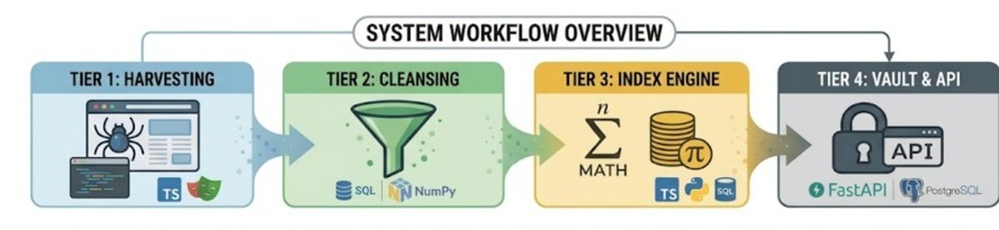 SYSTEM WORKFLOW OVERVIEW
TIER 1: HARVESTING
TS
TIER 2: CLEANSING
SQL
NumPy
TIER 3: INDEX ENGINE
n
Σ
MATH
π
TS
SQL
TIER 4: VAULT & API
API
FastAPI
PostgreSQL